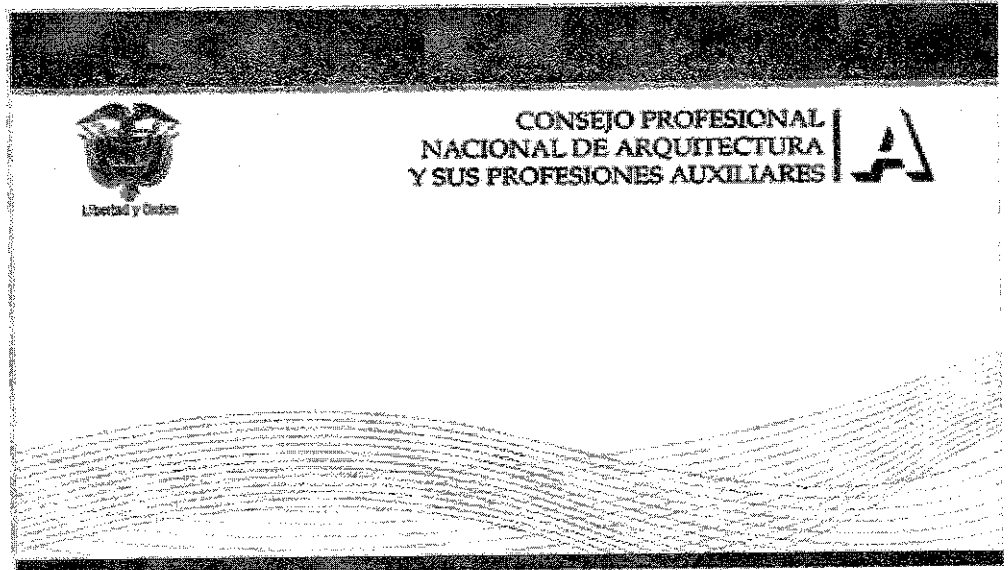 CONSEJO PROFESIONAL
NACIONAL DE ARQUITECTURA
Y SUS PROFESIONES AUXILIARES
Libertad y Orden